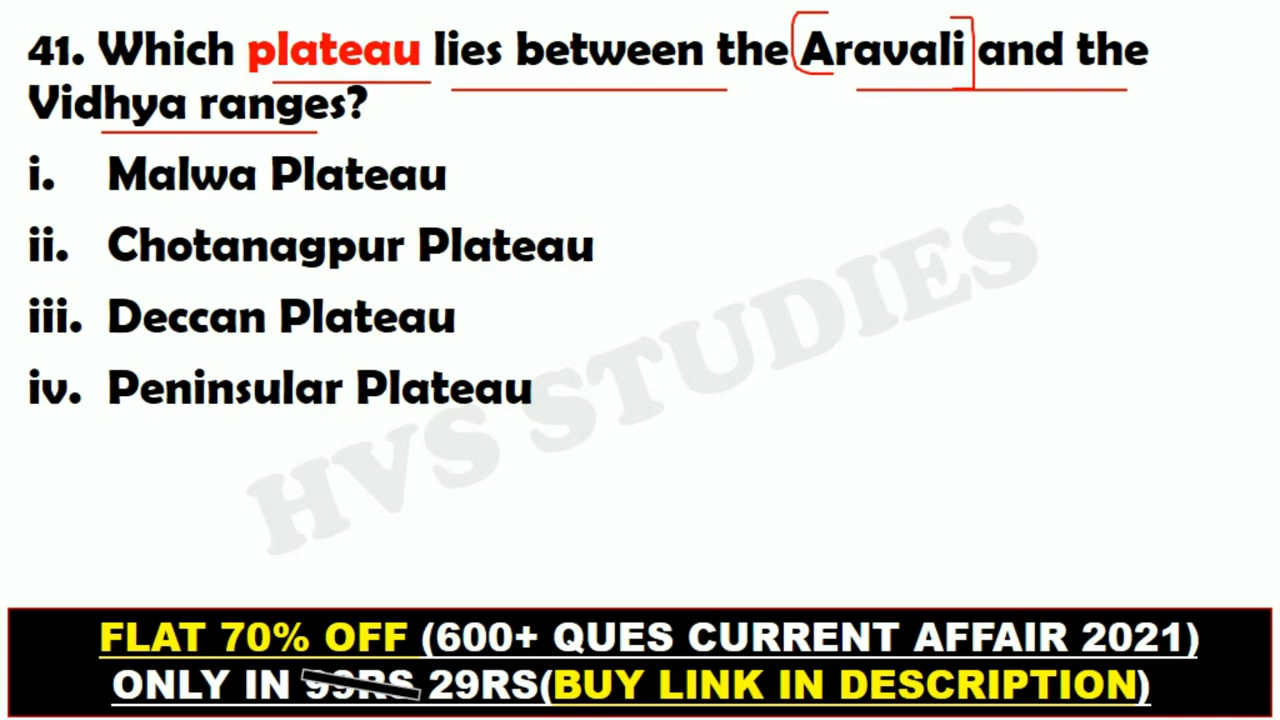 41. Which plateau lies between the Aravali and the
Vidhya ranges?
i. Malwa Plateau
ii. Chotanagpur Plateau
iii. Deccan Plateau
iv. Peninsular Plateau
HVS STUDIES
FLAT 70% OFF (600+ QUES CURRENT AFFAIR 2021)
ONLY IN 99RS 29RS(BUY LINK IN DESCRIPTION)